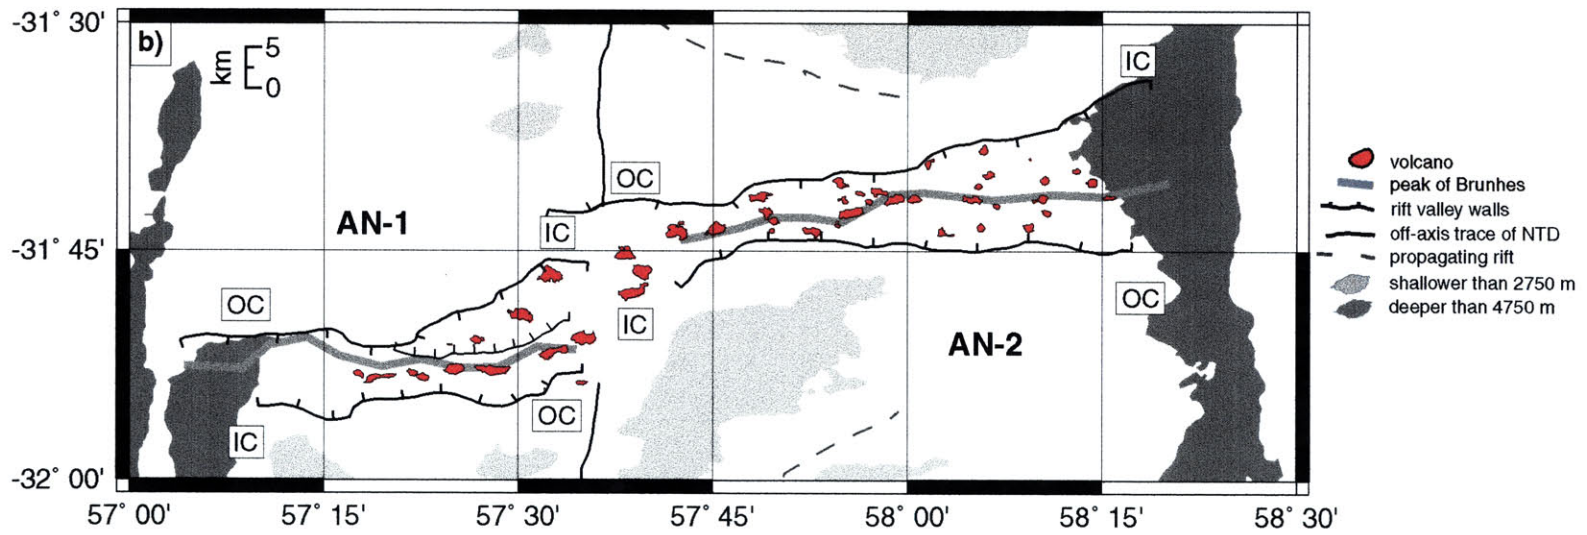 -31° 30'
b)
km
5
0
IC
OC
AN-1
IC
-31° 45'
OC
IC
OC
AN-2
OC
IC
-32° 00'
57° 00'
57° 15'
57° 30'
57° 45'
58° 00'
58° 15'
58° 30'
volcano
peak of Brunhes
rift valley walls
off-axis trace of NTD
propagating rift
shallower than 2750 m
deeper than 4750 m